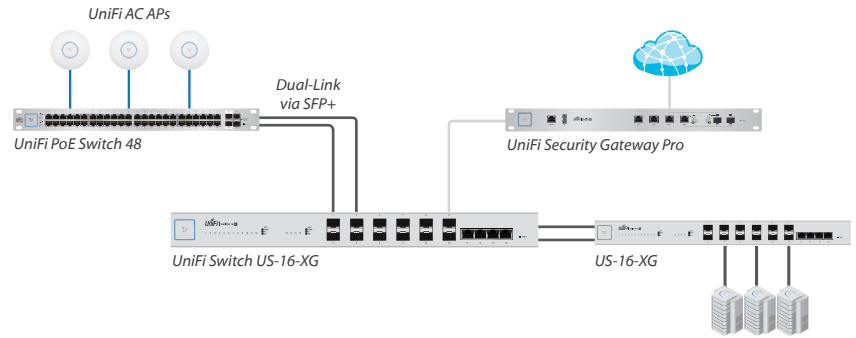 UniFi AC APs
Dual-Link
via SFP+
UniFi PoE Switch 48
UniFi Security Gateway Pro
UniFi
UniFi Switch US-16-XG
US-16-XG